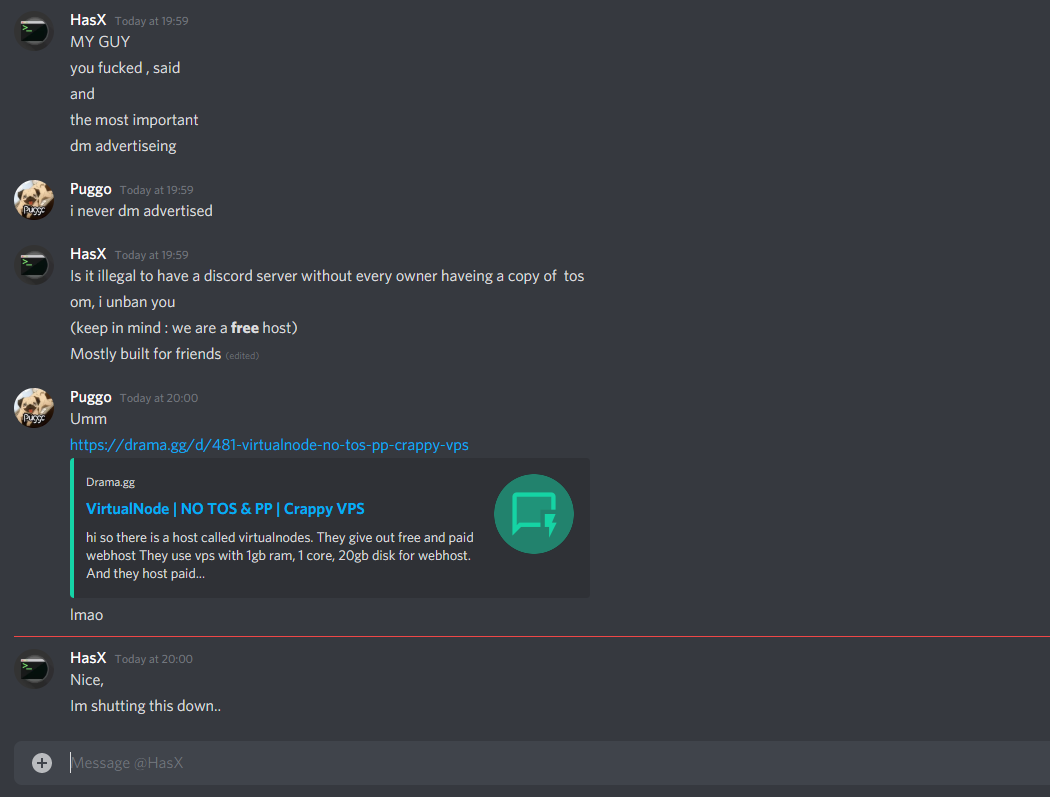 HasX Today at 19:59
MY GUY
you fucked , said
and
the most important
dm advertiseing
Puggo Today at 19:59
i never dm advertised
HasX Today at 19:59
Is it illegal to have a discord server without every owner haveing a copy of  tos
om, i unban you
(keep in mind : we are a free host)
Mostly built for friends (edited)
Puggo Today at 20:00
Umm
https://drama.gg/d/481-virtualnode-no-tos-pp-crappy-vps
Drama.gg
VirtualNode | NO TOS & PP | Crappy VPS
hi so there is a host called virtualnodes. They give out free and paid
webhost They use vps with 1gb ram, 1 core, 20gb disk for webhost.
And they host paid...
lmao
HasX Today at 20:00
Nice,
Im shutting this down..
Message @HasX